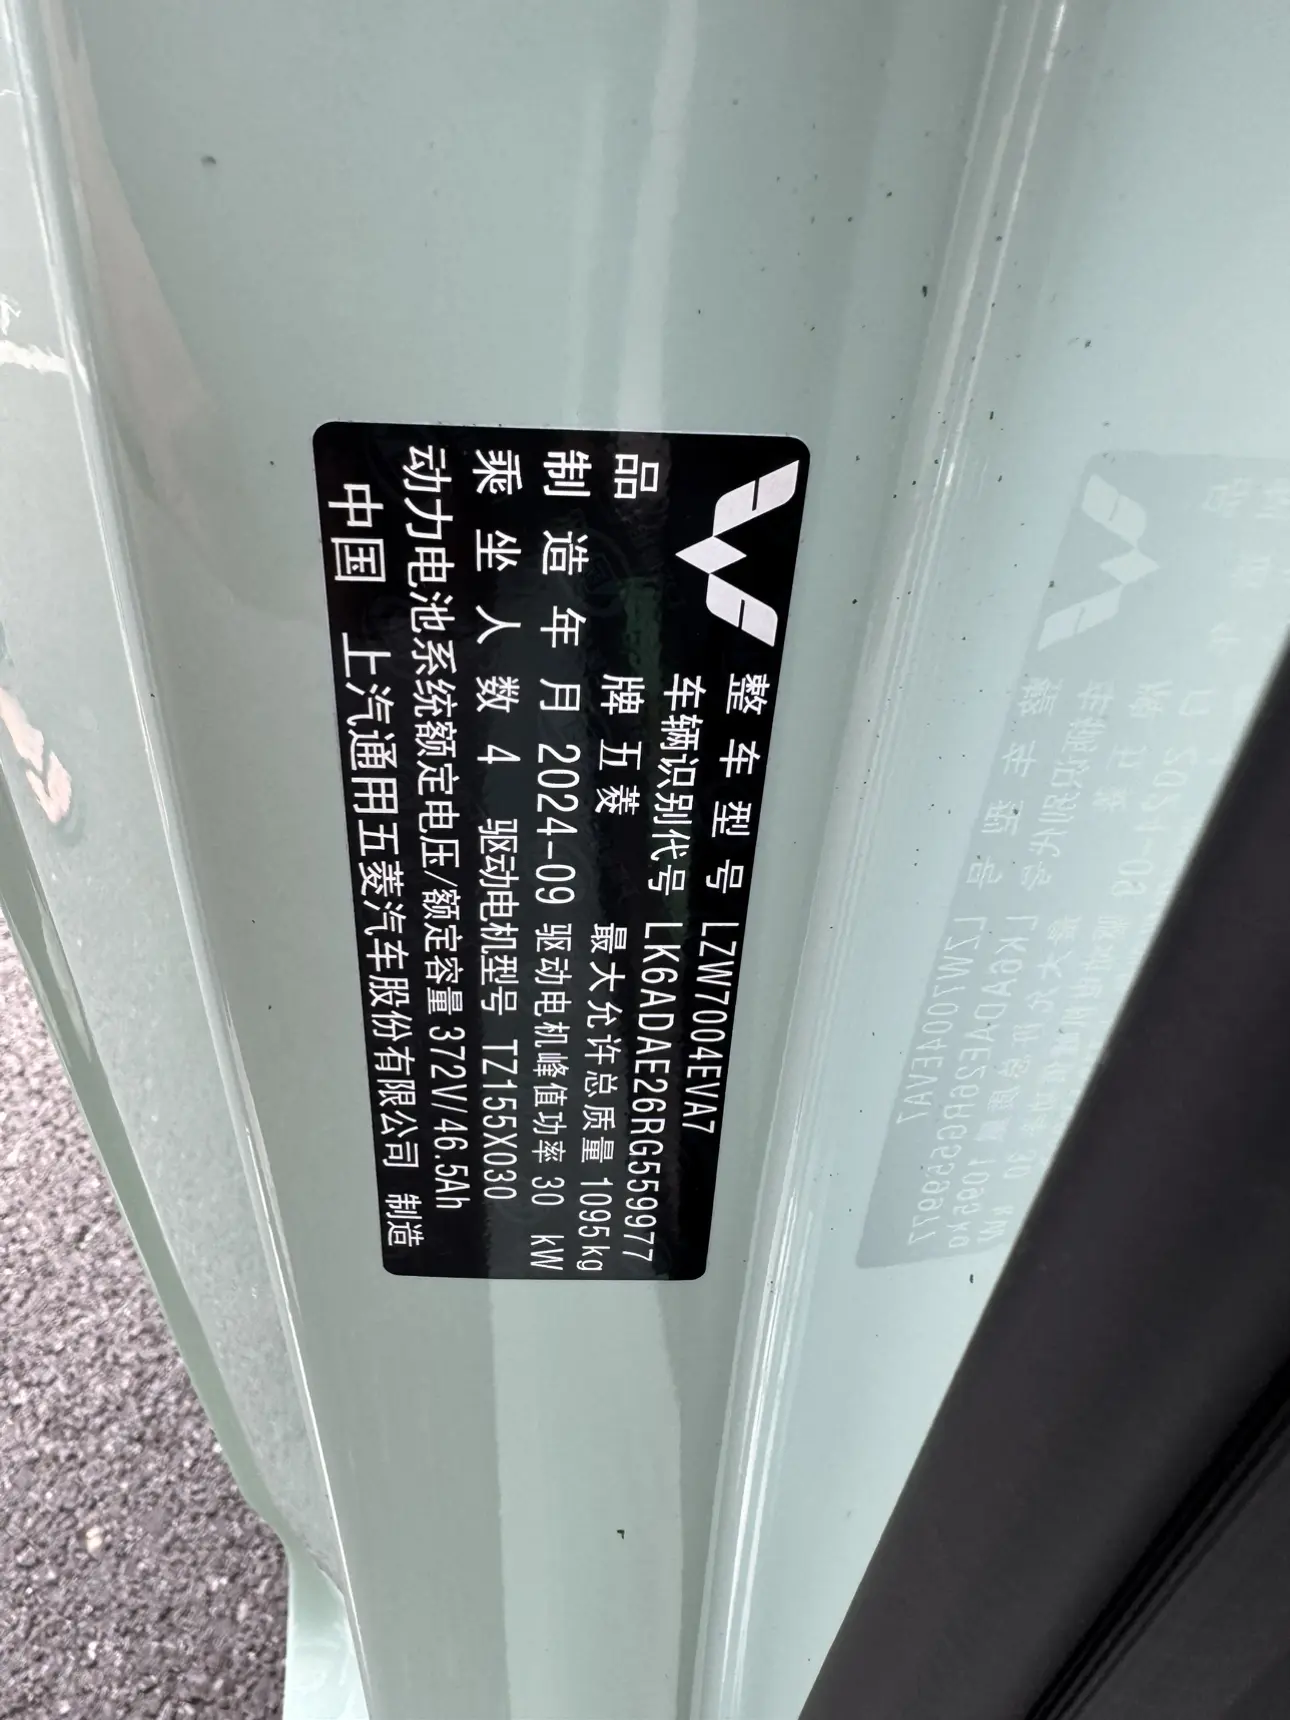 整车型号 LZW7004EVA7
车辆识别代号 LK6ADAE26RG559977
品牌 五菱 最大允许总质量 1095kg
制造年月 2024-09 驱动电机峰值功率 30 kW
乘坐人数 4 驱动电机型号 TZ155X030
动力电池系统额定电压/额定容量 372V/46.5Ah
中国 上汽通用五菱汽车股份有限公司 制造